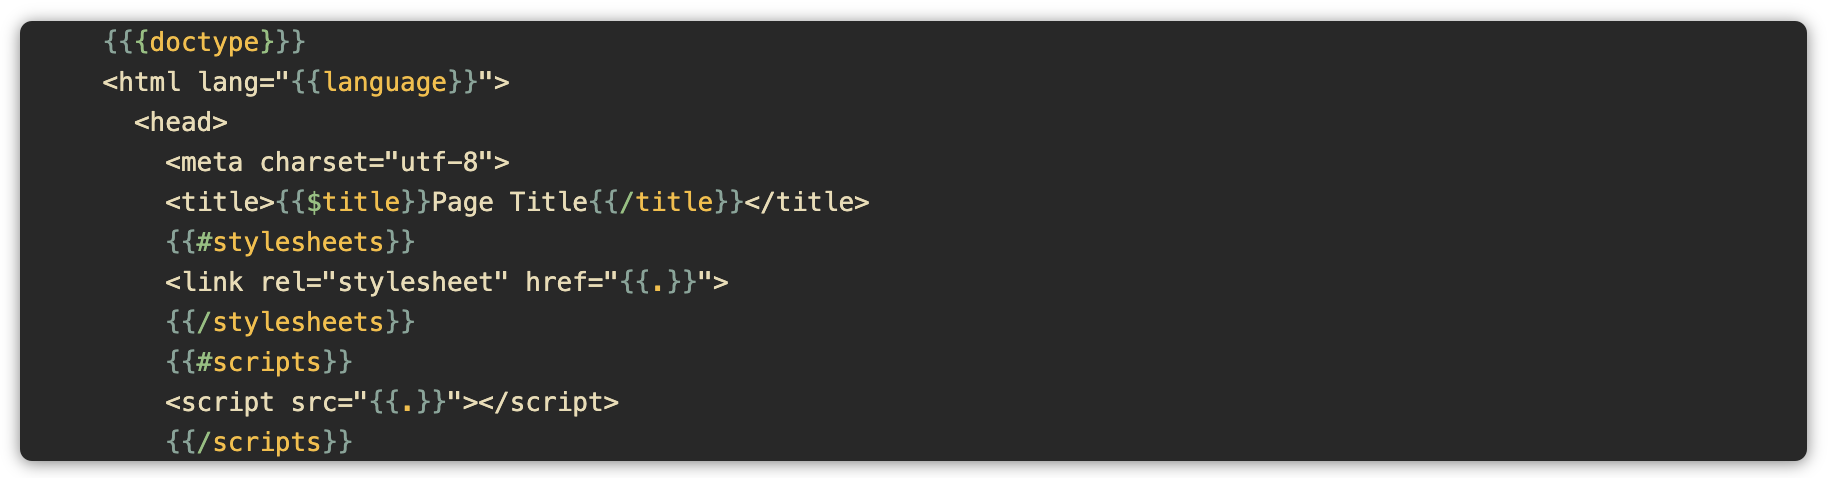 {{{doctype}}}
<html lang="{{language}}">
<head>
<meta charset="utf-8">
<title>{{$title}}Page Title{{/title}}</title>
{{#stylesheets}}
<link rel="stylesheet" href="{{.}}">
{{/stylesheets}}
{{#scripts}}
<script src="{{.}}"></script>
{{/scripts}}